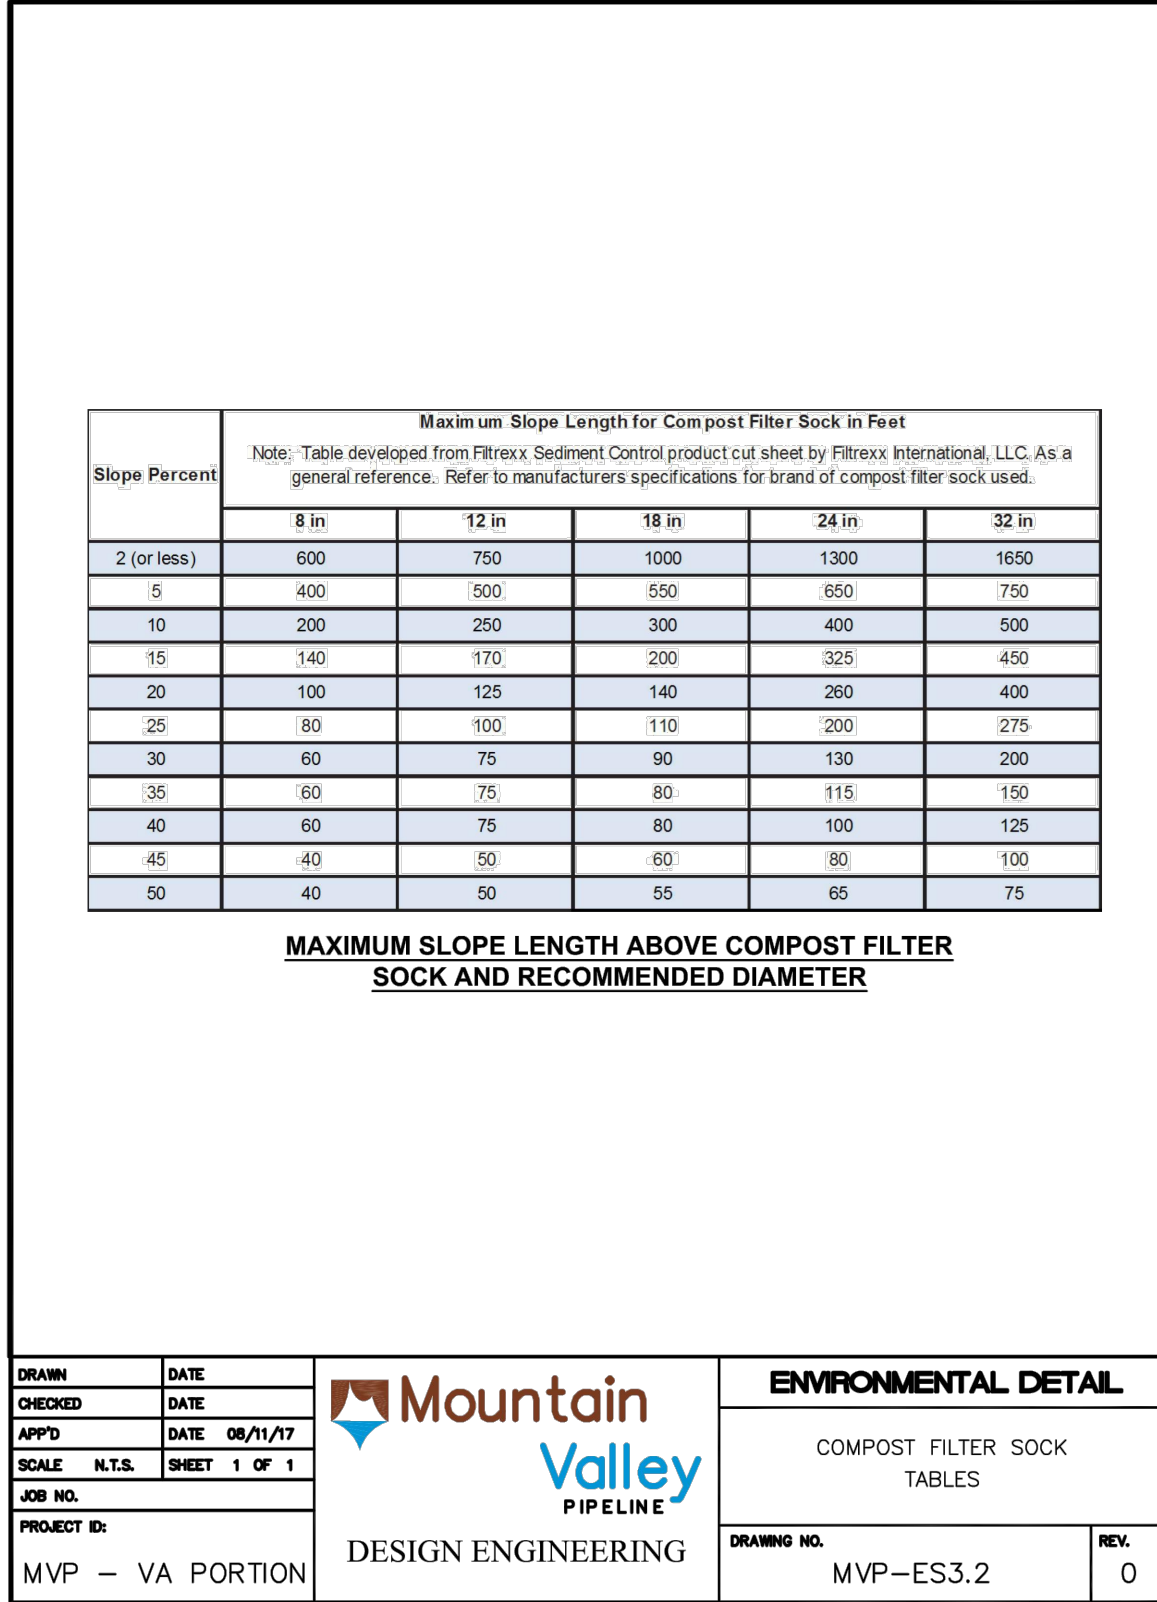 Slope Percent
Maximum Slope Length for Compost Filter Sock in Feet
Note: Table developed from Filtrexx Sediment Control product cut sheet by Filtrexx International, LLC. As a
general reference. Refer to manufacturers specifications for brand of compost filter sock used.
8 in 12 in 18 in 24 in 32 in
2 (or less) 600 750 1000 1300 1650
5 400 500 550 650 750
10 200 250 300 400 500
15 140 170 200 325 450
20 100 125 140 260 400
25 80 100 110 200 275
30 60 75 90 130 200
35 60 75 80 115 150
40 60 75 80 100 125
45 40 50 60 80 100
50 40 50 55 65 75
MAXIMUM SLOPE LENGTH ABOVE COMPOST FILTER
SOCK AND RECOMMENDED DIAMETER
DRAWN DATE
CHECKED DATE
APP'D DATE 08/11/17
SCALE N.T.S. SHEET 1 OF 1
JOB NO.
PROJECT ID:
MVP - VA PORTION
Mountain
Valley
PIPELINE
DESIGN ENGINEERING
ENVIRONMENTAL DETAIL
COMPOST FILTER SOCK
TABLES
DRAWING NO.
MVP-ES3.2
REV.
0